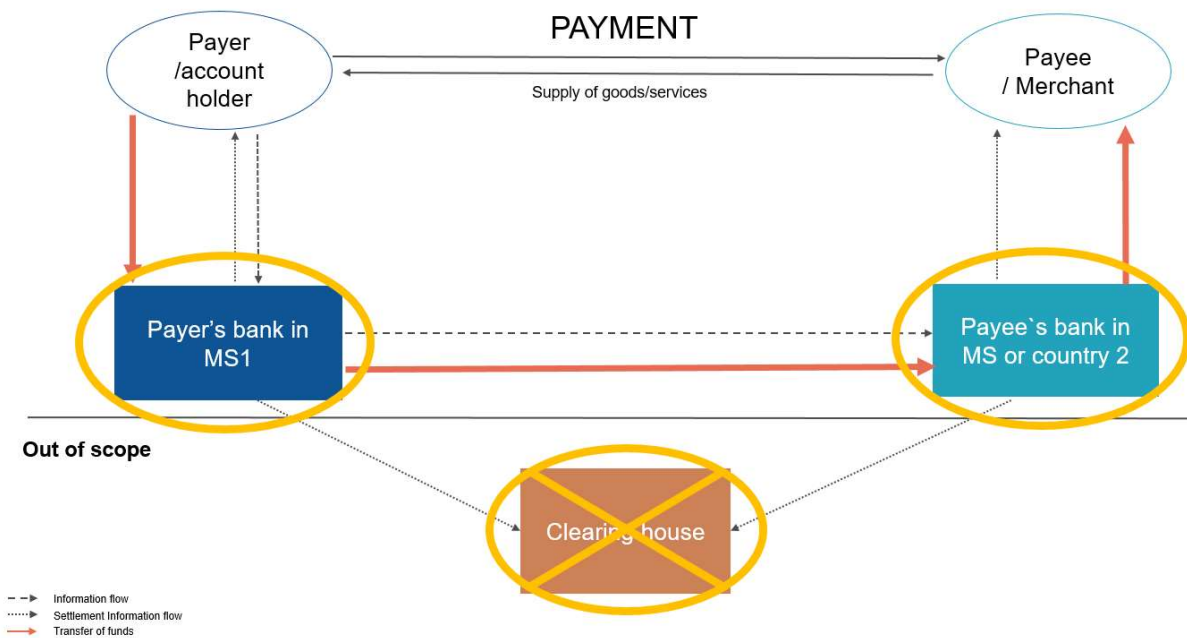 PAYMENT
Payer
/account
holder
Payee
/ Merchant
Supply of goods/services
Payer’s bank in
MS1
Payee`s bank in
MS or country 2
Out of scope
Clearing house
Information flow
Settlement Information flow
Transfer of funds